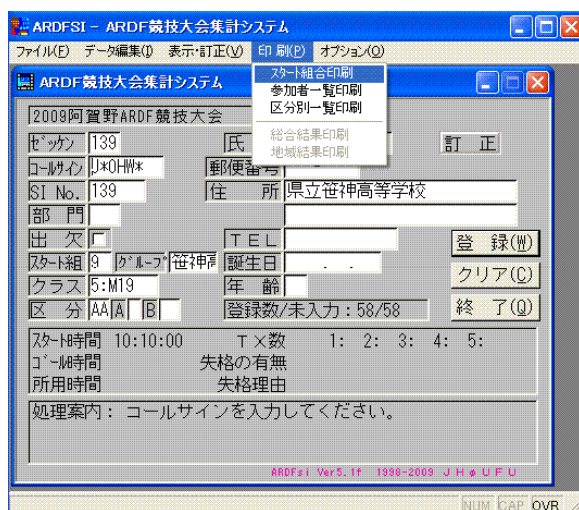 ARDFSI - ARDF競技大会集計システム
ファイル(F) データ編集(I) 表示・訂正(V) 印 刷(P) オプション(O)
スタート組合印刷
参加者一覧印刷
区分別一覧印刷
総合結果印刷
地域結果印刷
ARDF競技大会集計システム
2009阿賀野ARDF競技大会
ゼッケン 139 氏 訂 正
コールサイン JJ*OHW* 郵便番号
SI No. 139 住 所 県立笹神高等学校
部 門
出 欠 TEL 登 録(W)
スタート組 9 グループ 笹神高 誕生日 . . クリア(C)
クラス 5:M19 年 齢
区 分 AA A B 登録数/未入力:58/58 終 了(Q)
スタート時間 10:10:00 TX数 1: 2: 3: 4: 5:
ゴール時間 失格の有無
所用時間 失格理由
処理案内: コールサインを入力してください。
ARDFsi Ver5.1f 1998-2009 JHφUFU
NUM CAP OVR